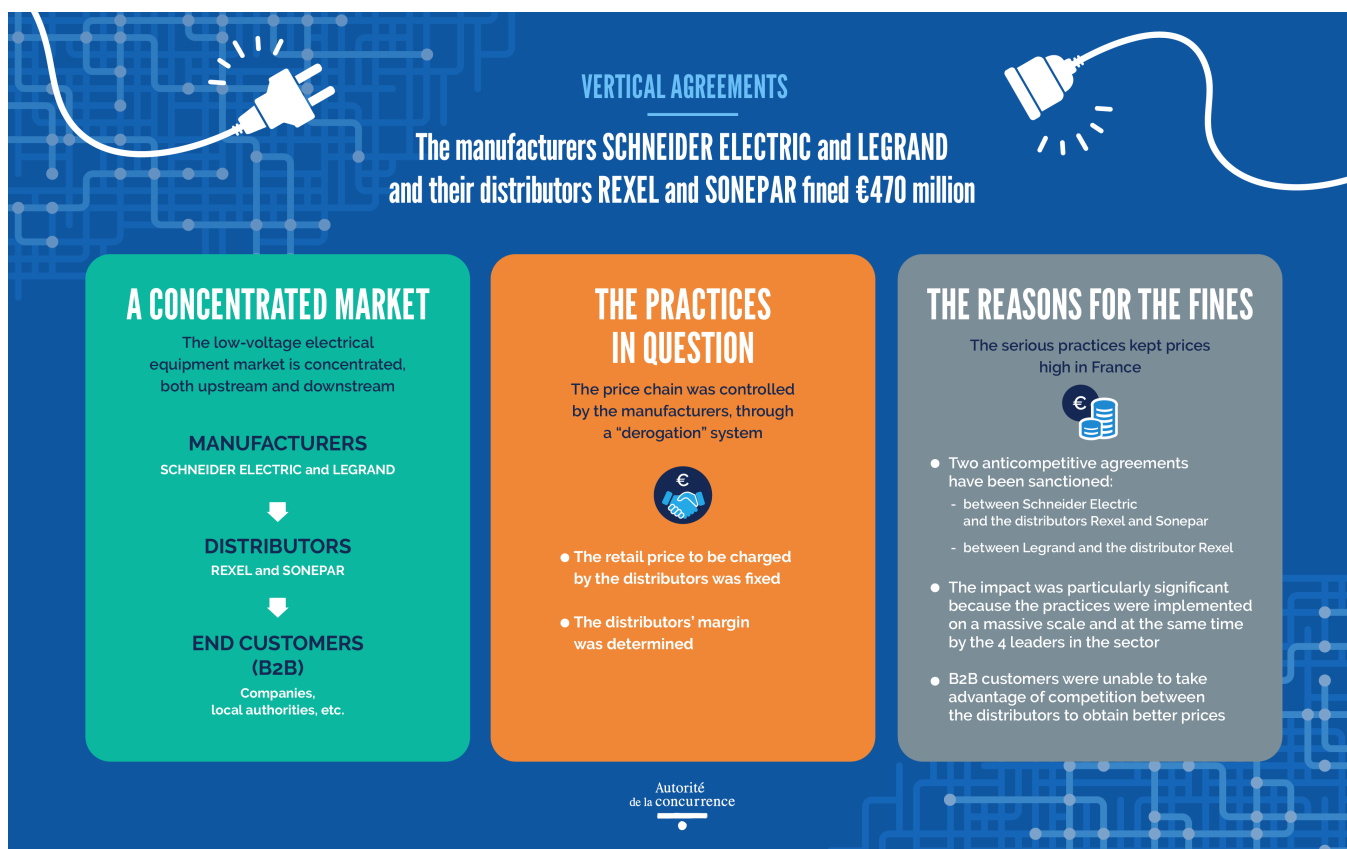 VERTICAL AGREEMENTS
The manufacturers SCHNEIDER ELECTRIC and LEGRAND
and their distributors REXEL and SONEPAR fined €470 million
A CONCENTRATED MARKET
The low-voltage electrical
equipment market is concentrated,
both upstream and downstream
MANUFACTURERS
SCHNEIDER ELECTRIC and LEGRAND
DISTRIBUTORS
REXEL and SONEPAR
END CUSTOMERS
(B2B)
Companies,
local authorities, etc.
THE PRACTICES
IN QUESTION
The price chain was controlled
by the manufacturers, through
a “derogation” system
€
● The retail price to be charged
by the distributors was fixed
● The distributors’ margin
was determined
THE REASONS FOR THE FINES
The serious practices kept prices
high in France
€
● Two anticompetitive agreements
have been sanctioned:
- between Schneider Electric
and the distributors Rexel and Sonepar
- between Legrand and the distributor Rexel
● The impact was particularly significant
because the practices were implemented
on a massive scale and at the same time
by the 4 leaders in the sector
● B2B customers were unable to take
advantage of competition between
the distributors to obtain better prices
Autorité
de la concurrence